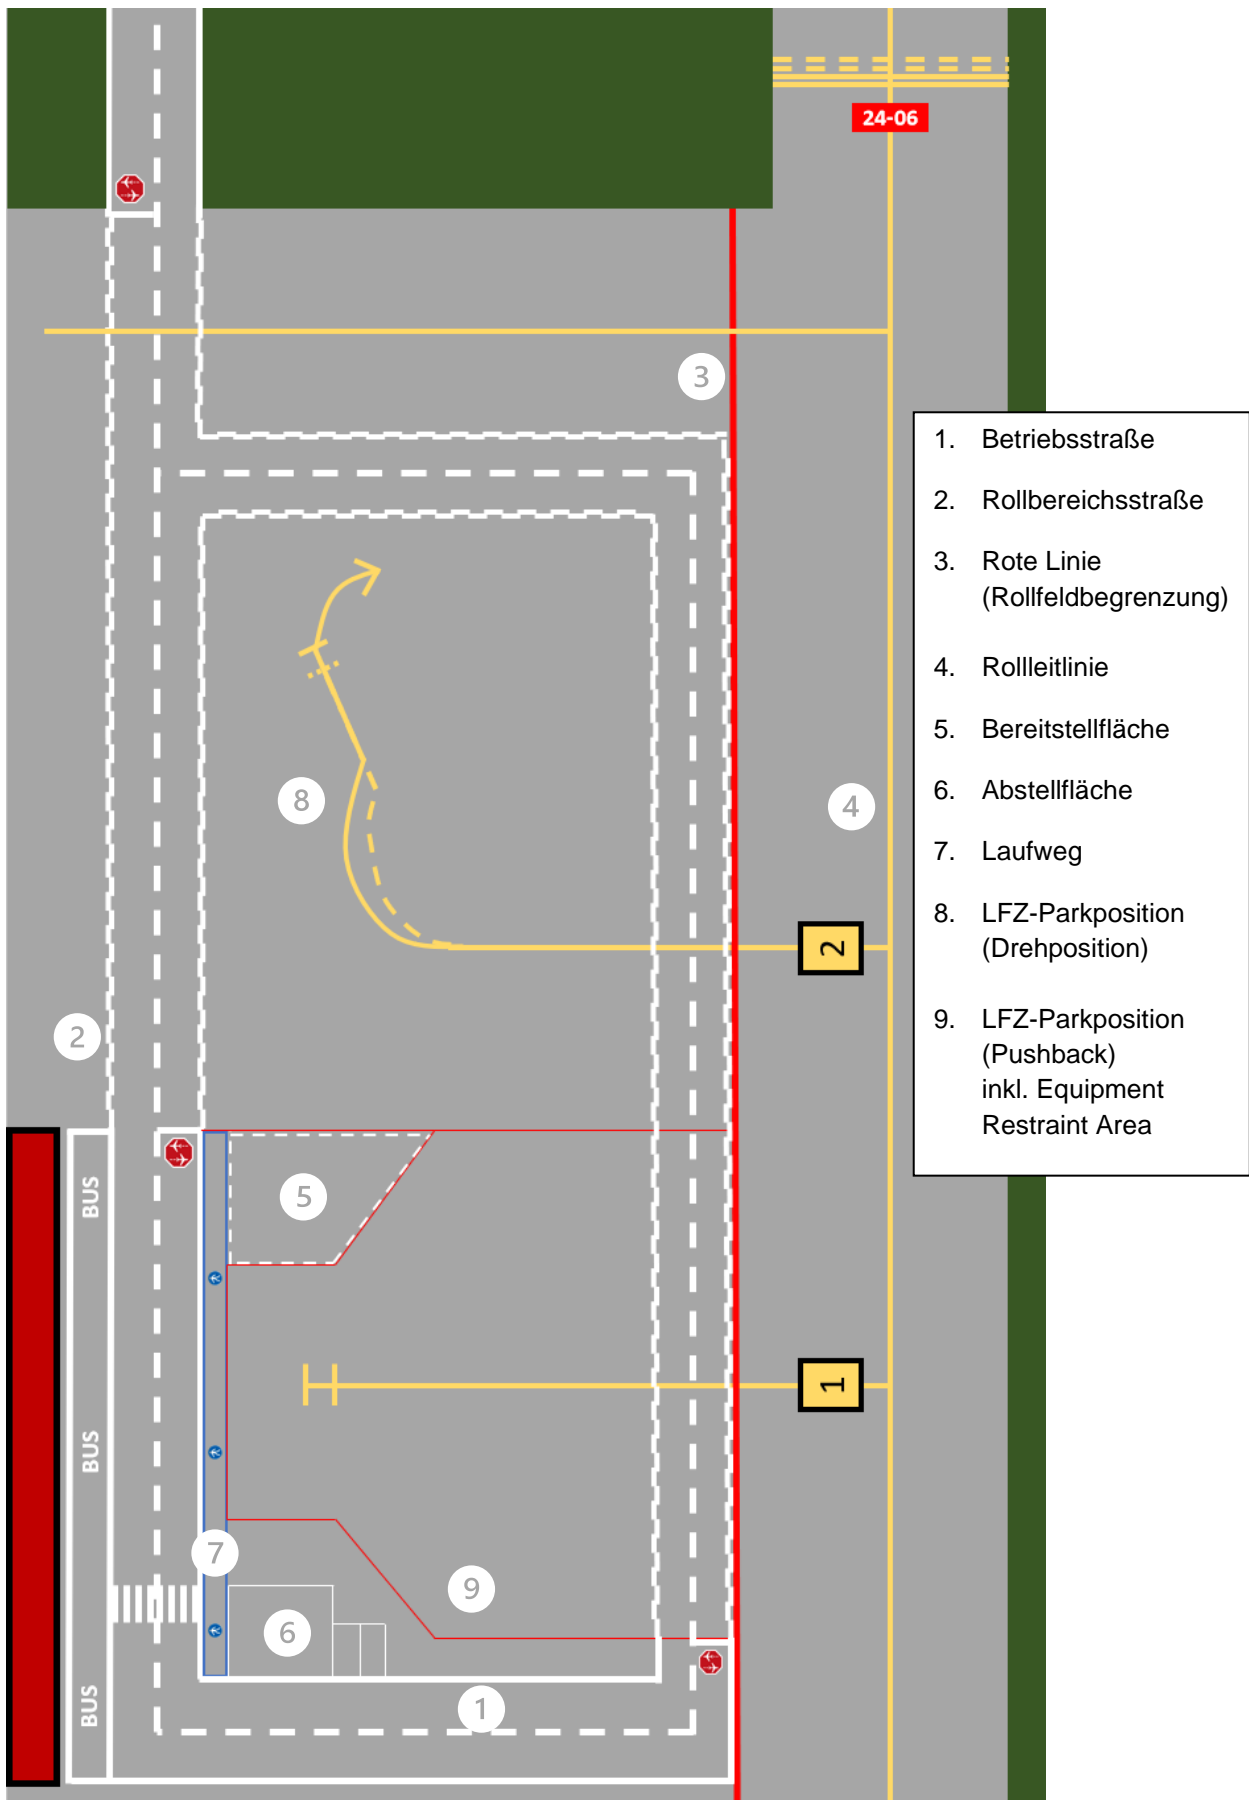 24-06
3
1. Betriebsstraße
2. Rollbereichsstraße
3. Rote Linie
(Rollfeldbegrenzung)
4. Rollleitlinie
5. Bereitstellfläche
6. Abstellfläche
7. Laufweg
8. LFZ-Parkposition
(Drehposition)
9. LFZ-Parkposition
(Pushback)
inkl. Equipment
Restraint Area
8
4
2
2
BUS
5
1
BUS
7
9
6
BUS
1